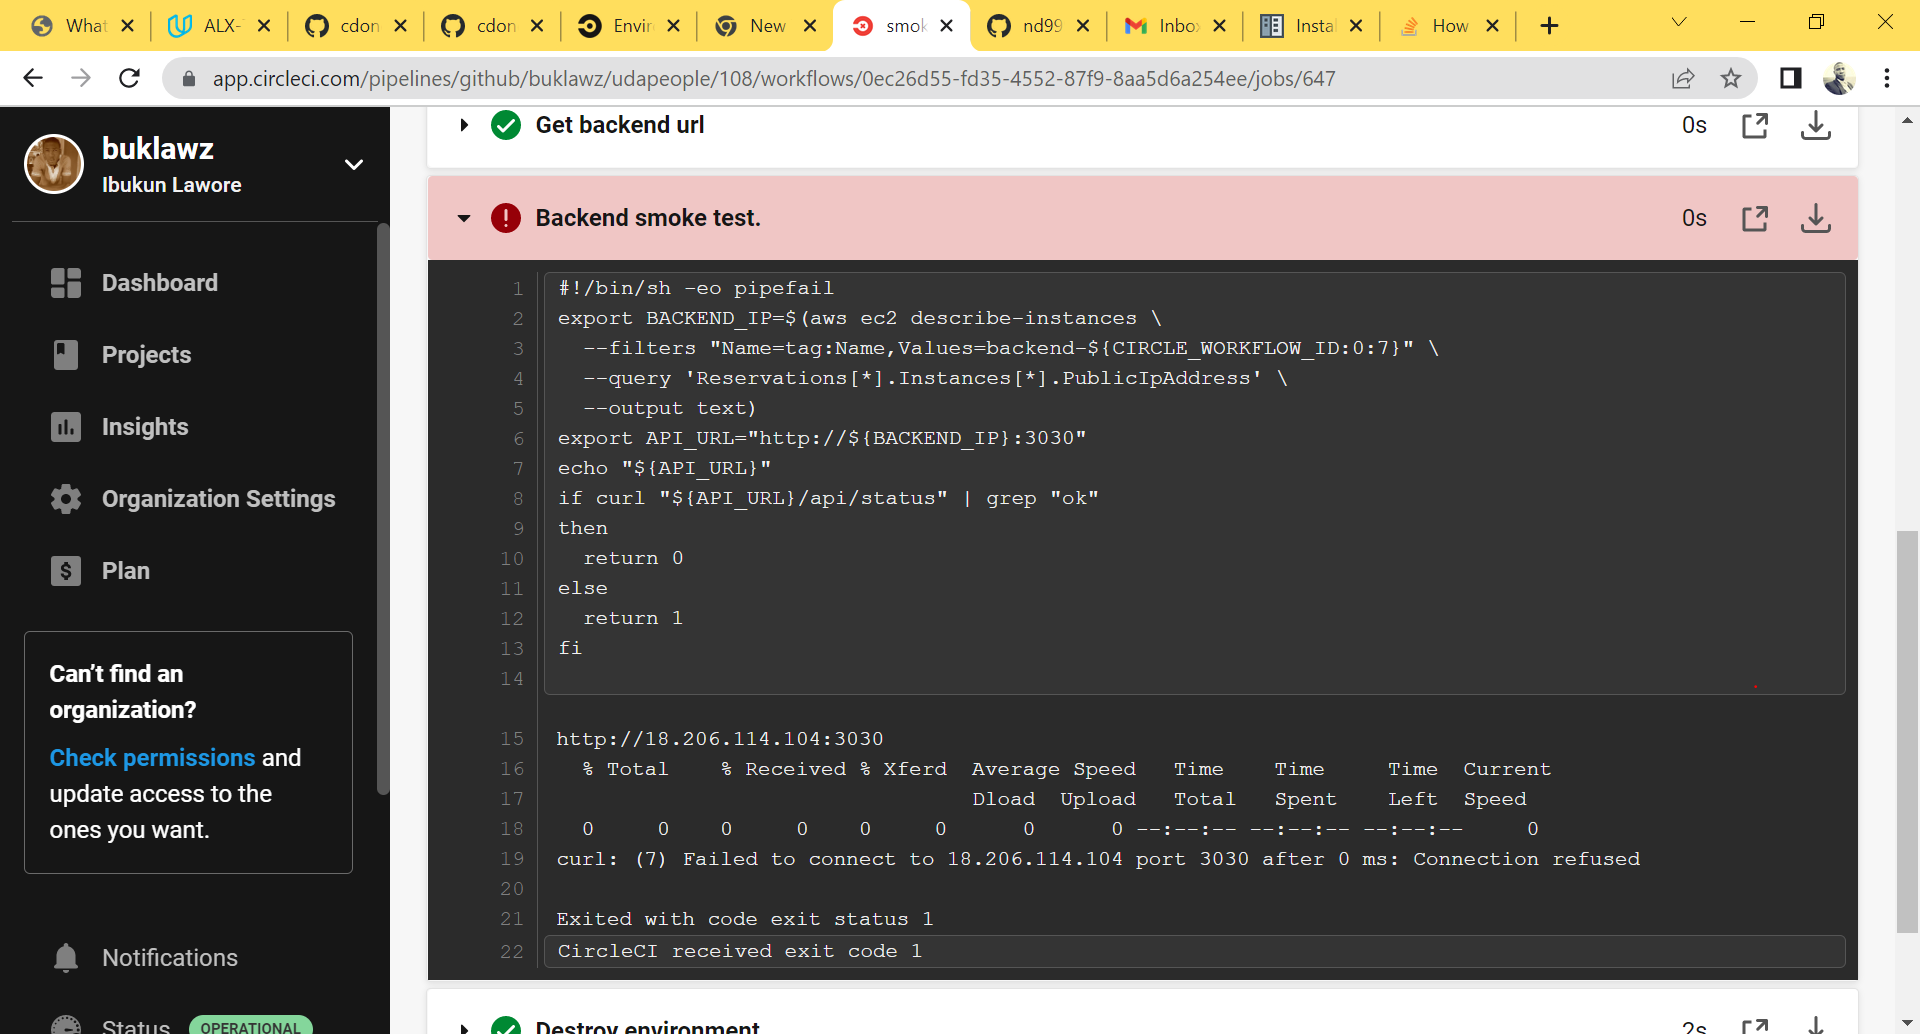 What
ALX-
cdon
cdon
Envir
New
smok
nd99
Inbox
Insta
How
app.circleci.com/pipelines/github/buklawz/udapeople/108/workflows/0ec26d55-fd35-4552-87f9-8aa5d6a254ee/jobs/647
buklawz
Ibukun Lawore
Dashboard
Projects
Insights
Organization Settings
Plan
Can't find an
organization?
Check permissions and
update access to the
ones you want.
Notifications
Status OPERATIONAL
Get backend url 0s
Backend smoke test. 0s
1 #!/bin/sh -eo pipefail
2 export BACKEND_IP=$(aws ec2 describe-instances \
3 --filters "Name=tag:Name,Values=backend-${CIRCLE_WORKFLOW_ID:0:7}" \
4 --query 'Reservations[*].Instances[*].PublicIpAddress' \
5 --output text)
6 export API_URL="http://${BACKEND_IP}:3030"
7 echo "${API_URL}"
8 if curl "${API_URL}/api/status" | grep "ok"
9 then
10 return 0
11 else
12 return 1
13 fi
14
15 http://18.206.114.104:3030
16 % Total % Received % Xferd Average Speed Time Time Time Current
17 Dload Upload Total Spent Left Speed
18 0 0 0 0 0 0 0 0 --:--:-- --:--:-- --:--:-- 0
19 curl: (7) Failed to connect to 18.206.114.104 port 3030 after 0 ms: Connection refused
20
21 Exited with code exit status 1
22 CircleCI received exit code 1
Destroy environment 2s